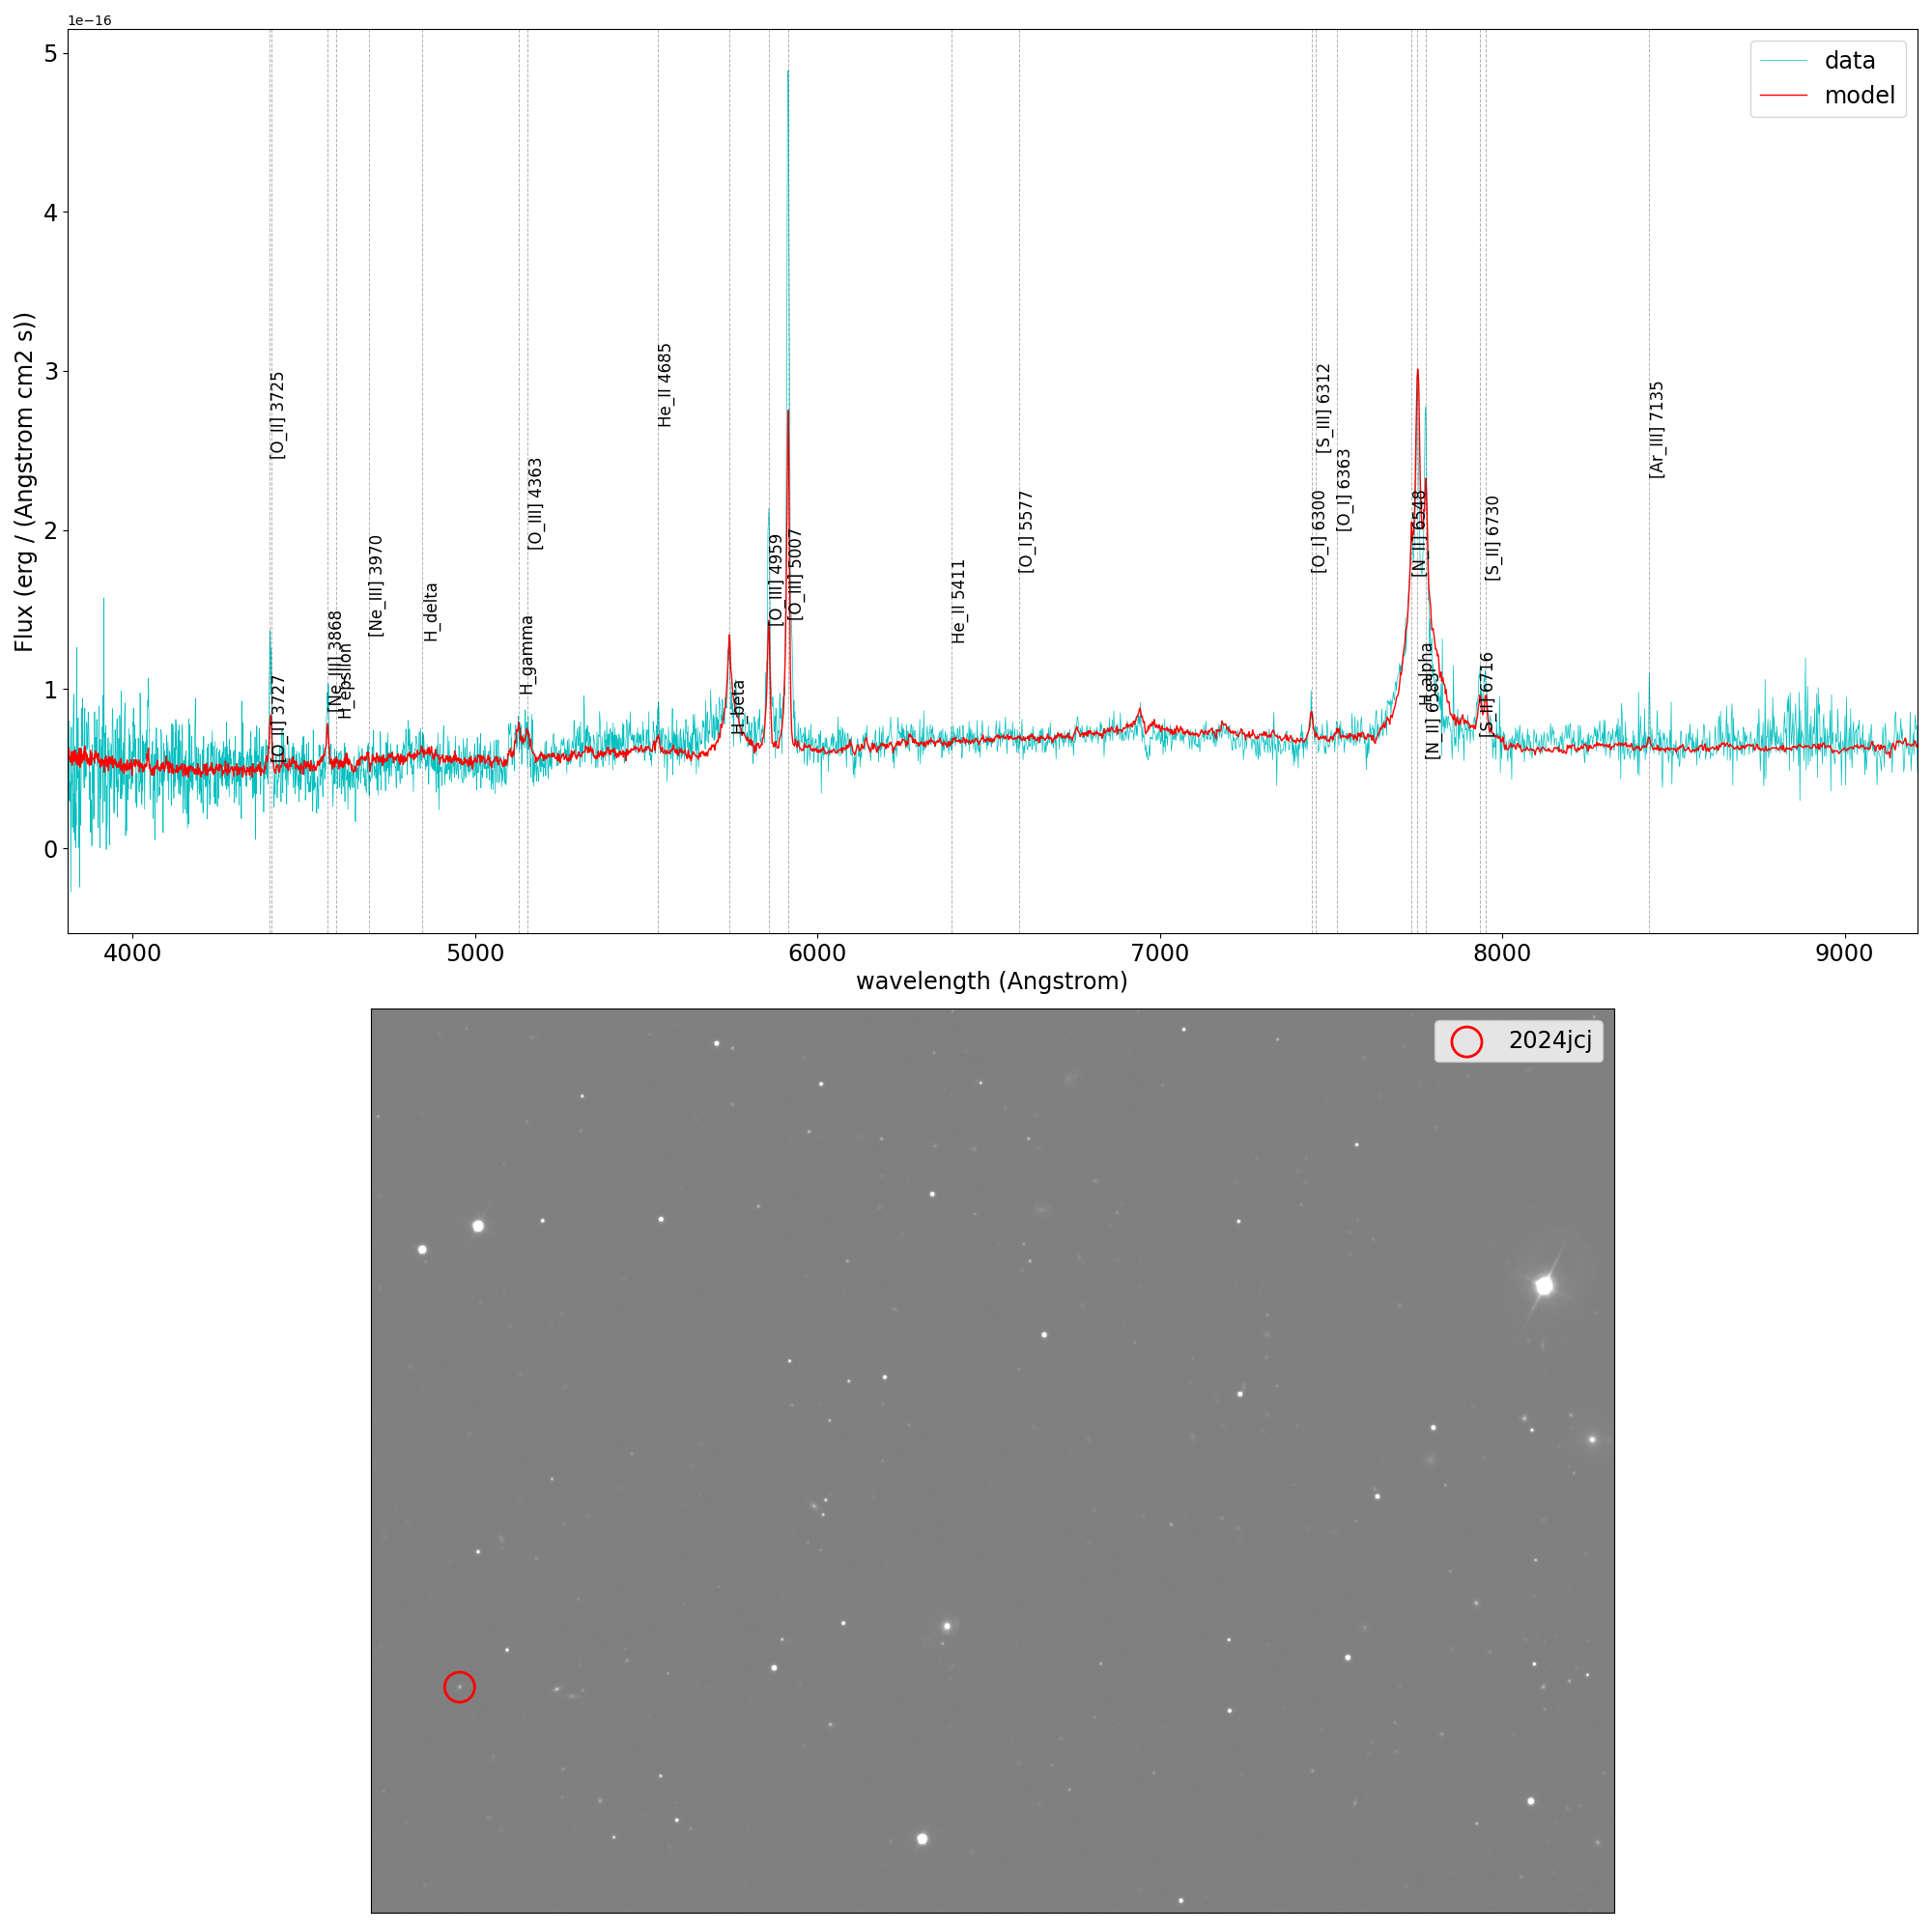 1e−16
data
model
Flux (erg / (Angstrom cm2 s))
5
4
3
2
1
0
[O_II] 3725
[O_II] 3727
[Ne_III] 3868
H_epsilon
[Ne_III] 3970
H_delta
H_gamma
[O_III] 4363
He_II 4685
H_beta
[O_III] 4959
[O_III] 5007
He_II 5411
[O_I] 5577
[O_I] 6300
[S_III] 6312
[O_I] 6363
[N_II] 6548
H_alpha
[N_II] 6583
[S_II] 6716
[S_II] 6730
[Ar_III] 7135
4000
5000
6000
7000
8000
9000
wavelength (Angstrom)
2024jcj